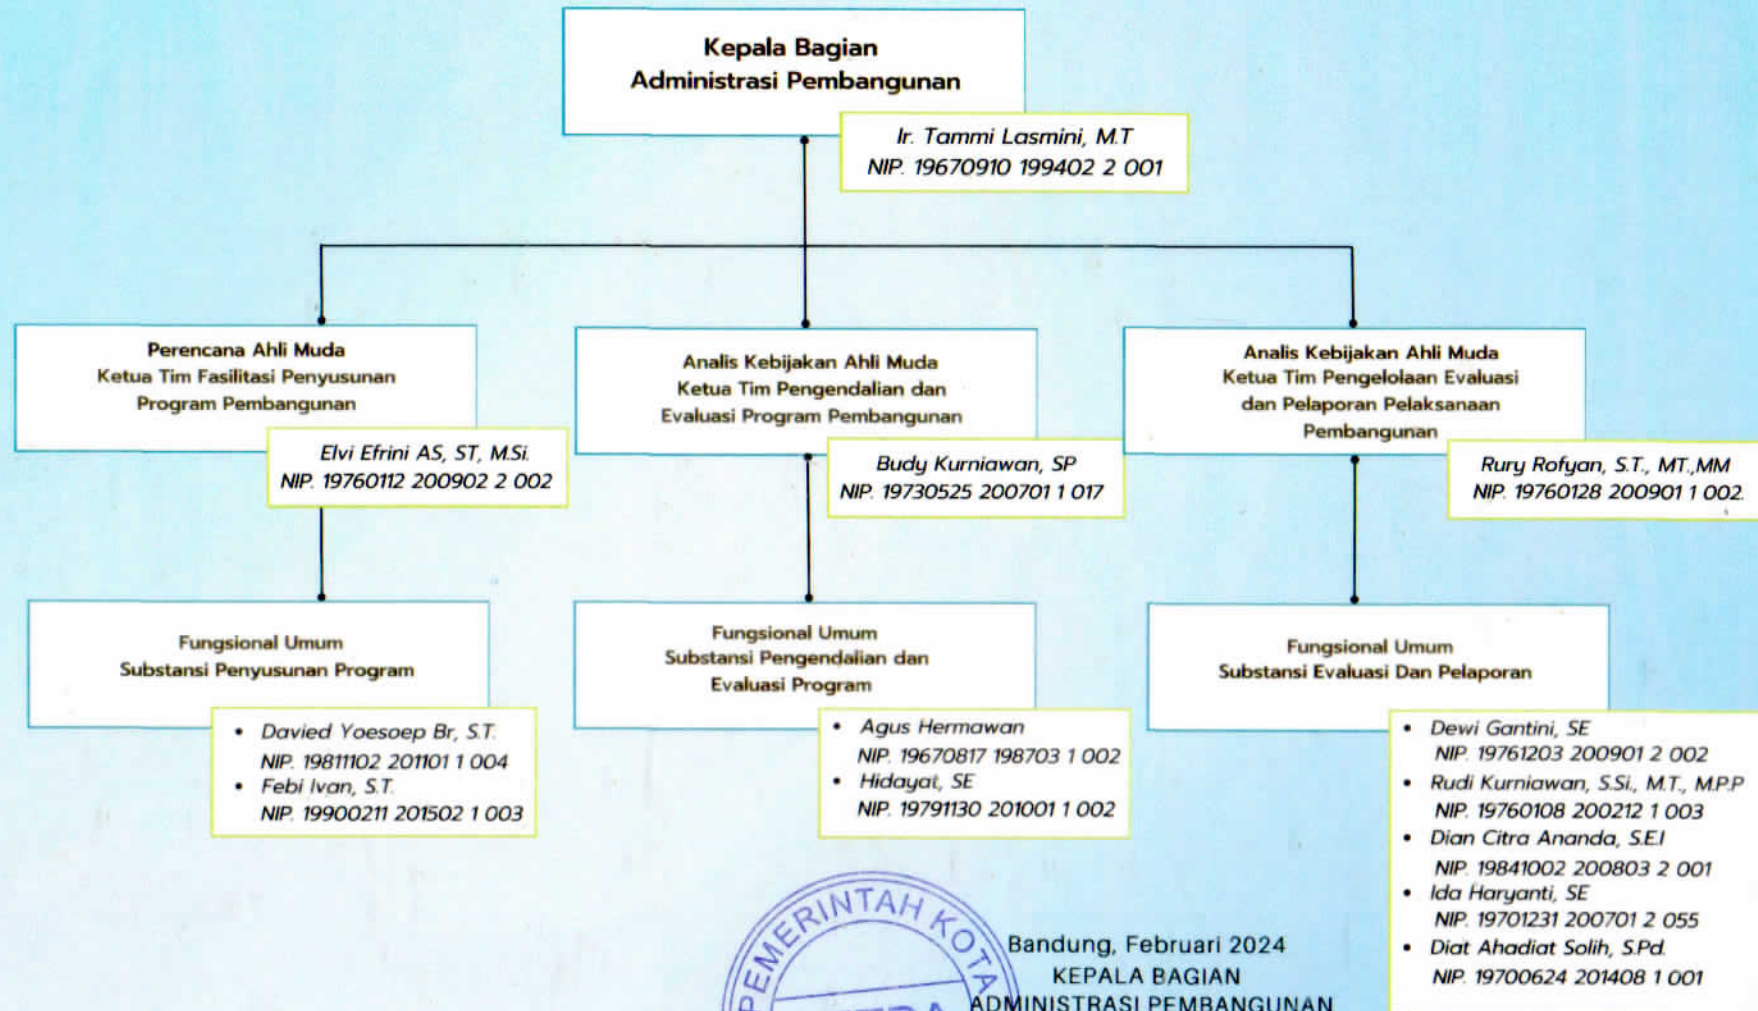 Kepala Bagian
Administrasi Pembangunan
Ir. Tammi Lasmini, M.T
NIP. 19670910 199402 2 001
Perencana Ahli Muda
Ketua Tim Fasilitasi Penyusunan
Program Pembangunan
Elvi Efrini AS, ST, M.Si.
NIP. 19760112 200902 2 002
Analis Kebijakan Ahli Muda
Ketua Tim Pengendalian dan
Evaluasi Program Pembangunan
Budy Kurniawan, SP
NIP. 19730525 200701 1 017
Analis Kebijakan Ahli Muda
Ketua Tim Pengelolaan Evaluasi
dan Pelaporan Pelaksanaan
Pembangunan
Rury Rofyan, S.T., MT.,MM
NIP. 19760128 200901 1 002.
Fungsional Umum
Substansi Penyusunan Program
• Davied Yoesoep Br, S.T.
NIP. 19811102 201101 1 004
• Febi Ivan, S.T.
NIP. 19900211 201502 1 003
Fungsional Umum
Substansi Pengendalian dan
Evaluasi Program
• Agus Hermawan
NIP. 19670817 198703 1 002
• Hidayat, SE
NIP. 19791130 201001 1 002
Fungsional Umum
Substansi Evaluasi Dan Pelaporan
• Dewi Gantini, SE
NIP. 19761203 200901 2 002
• Rudi Kurniawan, S.Si., M.T., M.P.P
NIP. 19760108 200212 1 003
• Dian Citra Ananda, S.E.I
NIP. 19841002 200803 2 001
• Ida Haryanti, SE
NIP. 19701231 200701 2 055
• Diat Ahadiat Solih, S.Pd.
NIP. 19700624 201408 1 001
PEMERINTAH KOTA
Bandung, Februari 2024
KEPALA BAGIAN
ADMINISTRASI PEMBANGUNAN